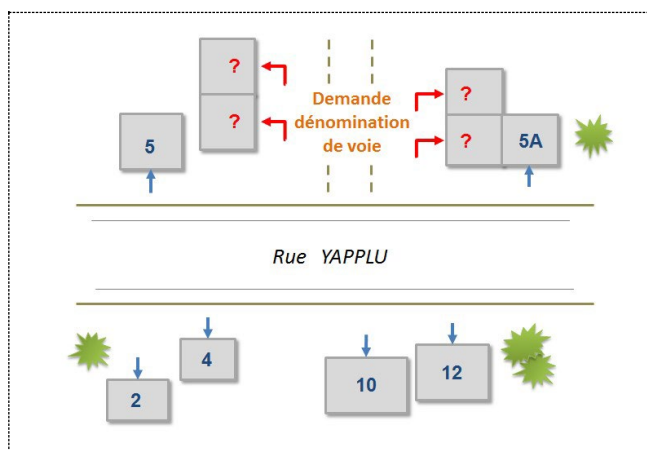 ?
?
Demande
dénomination
de voie
?
?
5
5A
Rue YAPPLU
4
2
10
12